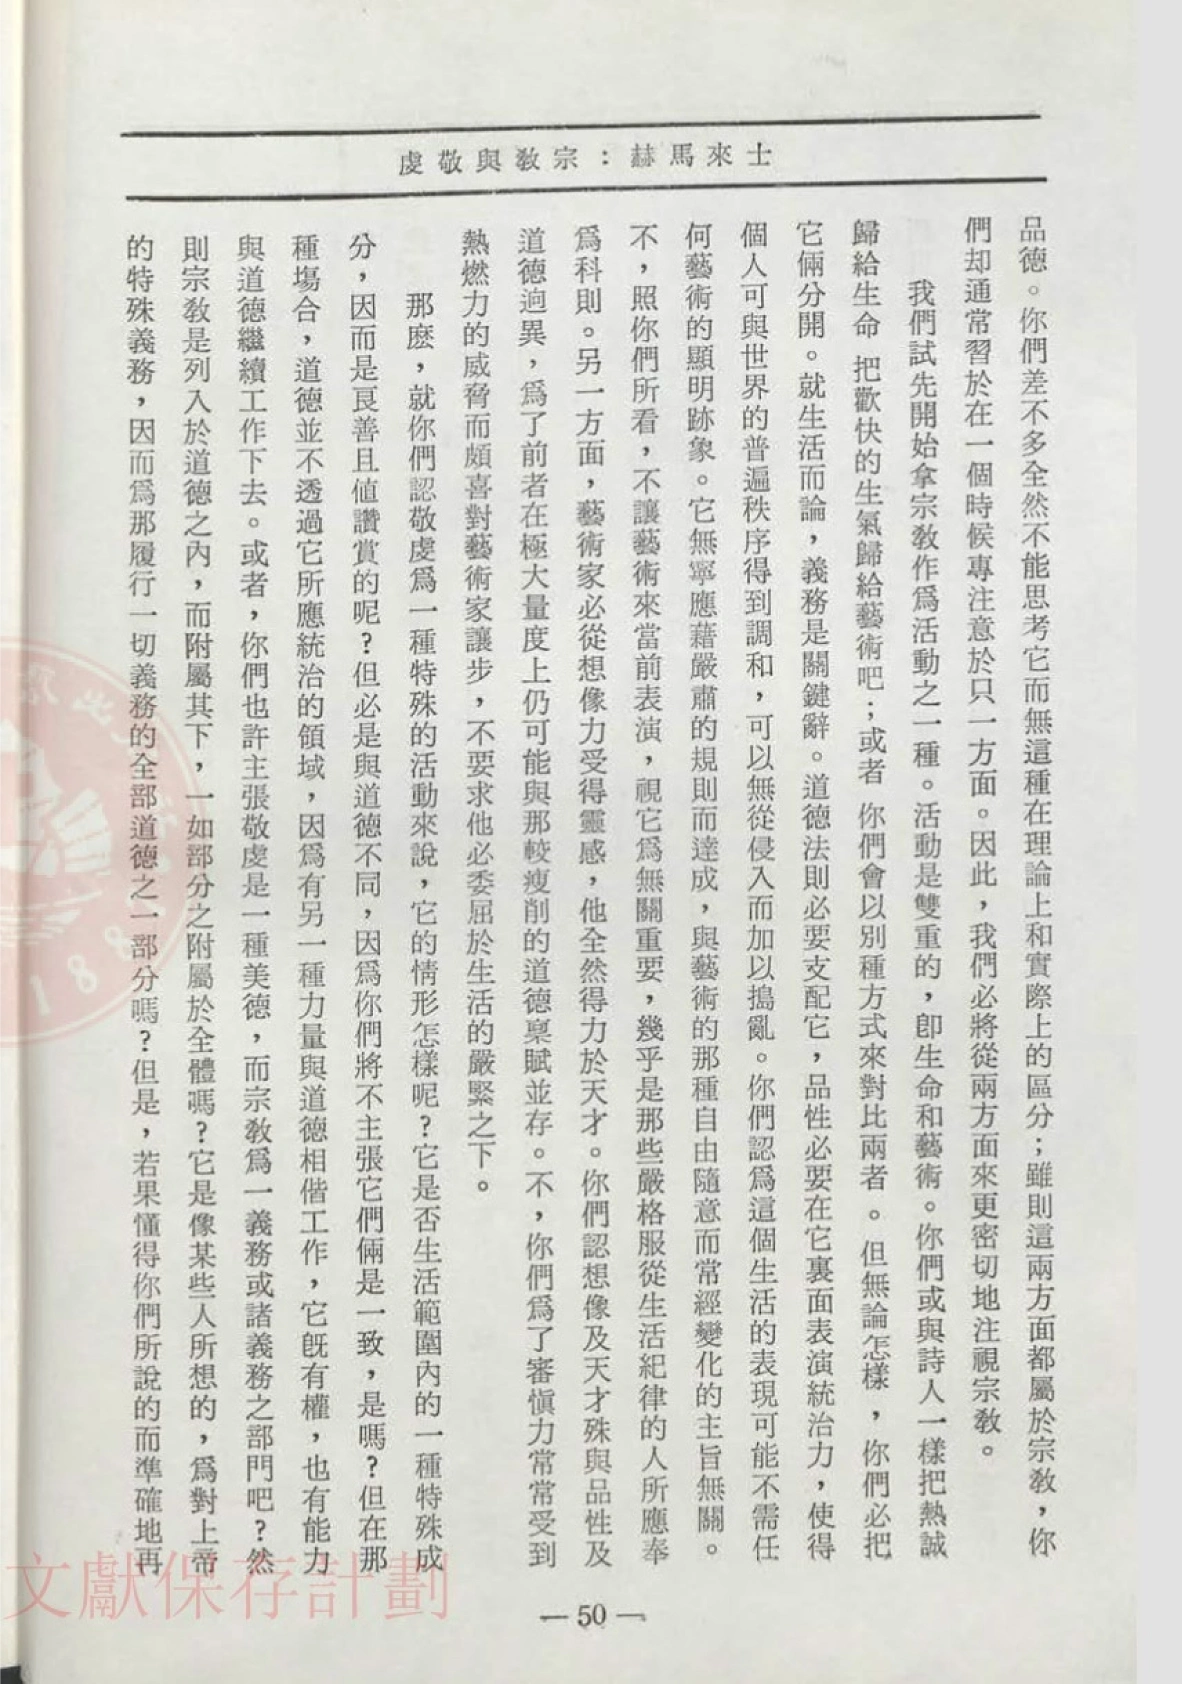 士來馬赫：宗教與敬虔
品德。你們差不多全然不能思考它而無這種在理論上和實際上的區分；雖則這兩方面都屬於宗教，你
們却通常習於在一個時候專注意於只一方面。因此，我們必將從兩方面來更密切地注視宗教。
我們試先開始拿宗教作爲活動之一種。活動是雙重的，卽生命和藝術。你們或與詩人一樣把熱誠
歸給生命 把歡快的生氣歸給藝術吧；或者 你們會以別種方式來對比兩者。但無論怎樣，你們必把
它倆分開。就生活而論，義務是關鍵辭。道德法則必要支配它，品性必要在它裏面表演統治力，使得
個人可與世界的普遍秩序得到調和，可以無從侵入而加以搗亂。你們認爲這個生活的表現可能不需任
何藝術的顯明跡象。它無寧應藉嚴肅的規則而達成，與藝術的那種自由隨意而常經變化的主旨無關。
不，照你們所看，不讓藝術來當前表演，視它爲無關重要，幾乎是那些嚴格服從生活紀律的人所應奉
爲科則。另一方面，藝術家必從想像力受得靈感，他全然得力於天才。你們認想像及天才殊與品性及
道德逈異，爲了前者在極大量度上仍可能與那較瘦削的道德稟賦並存。不，你們爲了審愼力常常受到
熱燃力的威脅而頗喜對藝術家讓步，不要求他必委屈於生活的嚴緊之下。
那麽，就你們認敬虔爲一種特殊的活動來說，它的情形怎樣呢？它是否生活範圍內的一種特殊成
分，因而是良善且値讚賞的呢？但必是與道德不同，因爲你們將不主張它們倆是一致，是嗎？但在那
種場合，道德並不透過它所應統治的領域，因爲有另一種力量與道德相偕工作，它旣有權，也有能力
與道德繼續工作下去。或者，你們也許主張敬虔是一種美德，而宗教爲一義務或諸義務之部門吧？然
則宗教是列入於道德之內，而附屬其下，一如部分之附屬於全體嗎？它是像某些人所想的，爲對上帝
的特殊義務，因而爲那履行一切義務的全部道德之一部分嗎？但是，若果懂得你們所說的而準確地再
— 50 —
188
文獻保存計劃